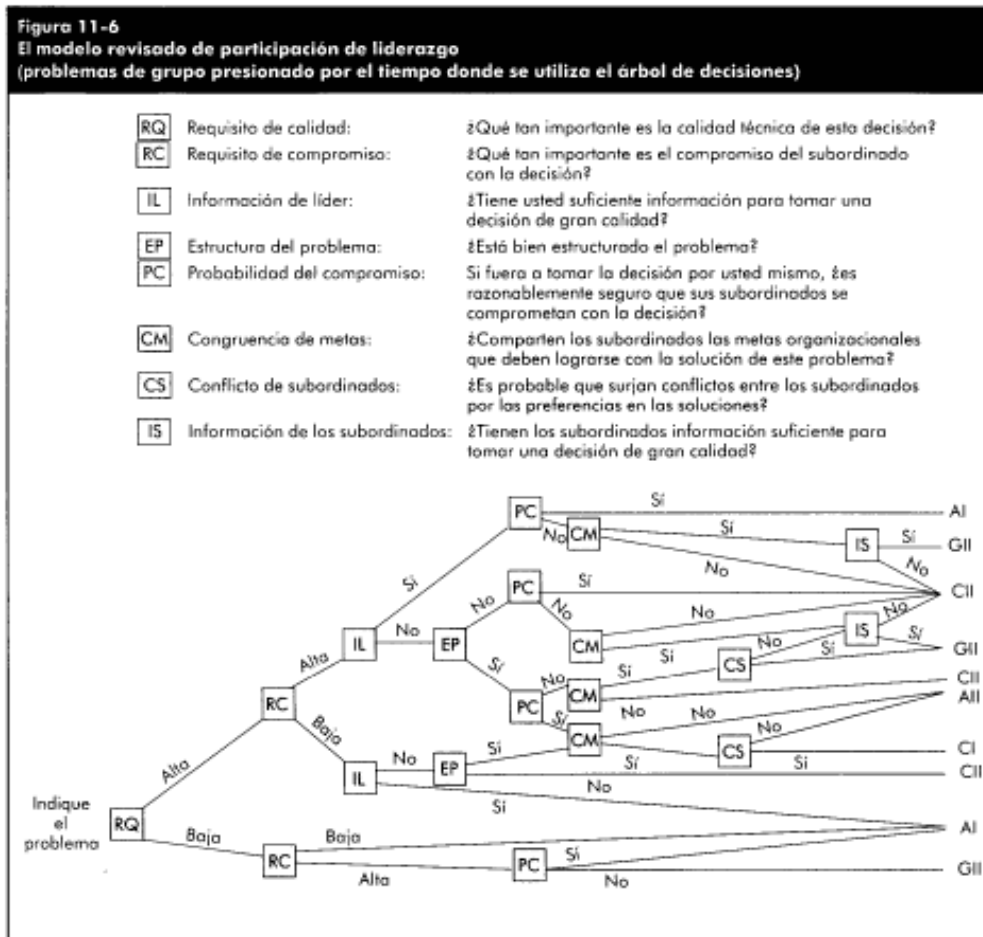 Figura 11-6
El modelo revisado de participación de liderazgo
(problemas de grupo presionado por el tiempo donde se utiliza el árbol de decisiones)
RQ Requisito de calidad: ¿Qué tan importante es la calidad técnica de esta decisión?
RC Requisito de compromiso: ¿Qué tan importante es el compromiso del subordinado
con la decisión?
IL Información de líder: ¿Tiene usted suficiente información para tomar una
decisión de gran calidad?
EP Estructura del problema: ¿Está bien estructurado el problema?
PC Probabilidad del compromiso: Si fuera a tomar la decisión por usted mismo, ¿es
razonablemente seguro que sus subordinados se
comprometan con la decisión?
CM Congruencia de metas: ¿Comparten los subordinados las metas organizacionales
que deben lograrse con la solución de este problema?
CS Conflicto de subordinados: ¿Es probable que surjan conflictos entre los subordinados
por las preferencias en las soluciones?
IS Información de los subordinados: ¿Tienen los subordinados información suficiente para
tomar una decisión de gran calidad?
PC Sí AI
No CM Sí IS Sí GII
No No
Sí PC Sí CII
No No No No
IL No EP CM IS
Alta Sí Sí Sí CS No Sí Sí GII
No CM CII
RC PC No No AII
Sí CM No
Baja No Sí CS CI
IL EP Sí Sí CII
Alta No
Indique
el
problema
Sí
RQ Baja Baja AI
RC Sí
Alta PC No GII